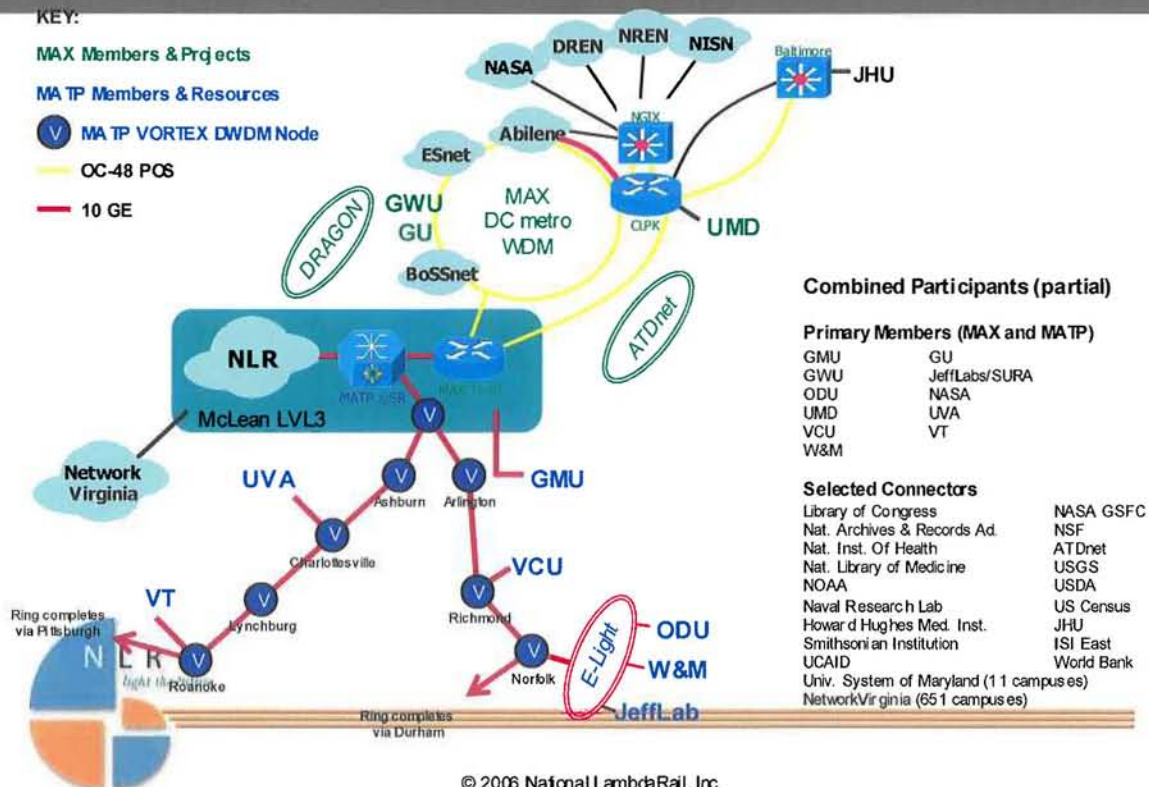 KEY:
MAX Members & Projects
MATP Members & Resources
V MATP VORTEX DWDM Node
OC-48 POS
10 GE
NASA
DREN
NREN
NISN
Baltimore
JHU
NGIX
Abilene
ESnet
GWU
GU
BoSSnet
MAX
DC metro
WDM
CLPK
UMD
DRAGON
ATDnet
NLR
MATP
MAX
McLean LVL3
V
Network
Virginia
UVA
V
Ashburn
V
Arlington
GMU
V
Charlottesville
VCU
V
Richmond
VT
V
Lynchburg
Ring completes
via Pittsburgh
NLR
light the
V
Roanoke
V
Norfolk
E-Light
ODU
W&M
JeffLab
Ring completes
via Durham
Combined Participants (partial)
Primary Members (MAX and MATP)
GMU GU
GWU JeffLabs/SURA
ODU NASA
UMD UVA
VCU VT
W&M
Selected Connectors
Library of Congress NASA GSFC
Nat. Archives & Records Ad. NSF
Nat. Inst. Of Health ATDnet
Nat. Library of Medicine USGS
NOAA USDA
Naval Research Lab US Census
Howard Hughes Med. Inst. JHU
Smithsonian Institution ISI East
UCAID World Bank
Univ. System of Maryland (11 campuses)
NetworkVirginia (651 campuses)
© 2006 National LambdaRail, Inc